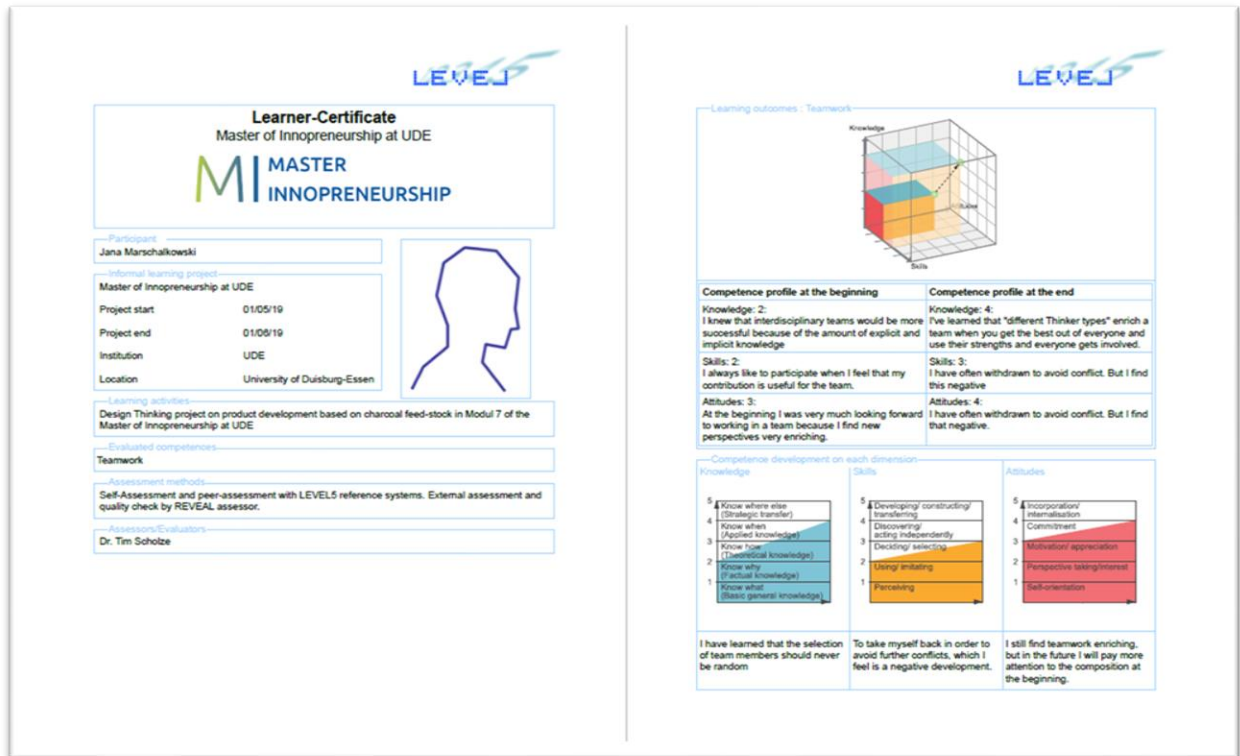 LEVEL5
Learner-Certificate
Master of Innopreneurship at UDE
MI MASTER
INNOPRENEURSHIP
Participant
Jana Marschalkowski
Informal learning project
Master of Innopreneurship at UDE
Project start 01/05/19
Project end 01/06/19
Institution UDE
Location University of Duisburg-Essen
Learning activities
Design Thinking project on product development based on charcoal feed-stock in Modul 7 of the
Master of Innopreneurship at UDE
Evaluated competences
Teamwork
Assessment methods
Self-Assessment and peer-assessment with LEVEL5 reference systems. External assessment and
quality check by REVEAL assessor.
Assessors/Evaluators
Dr. Tim Scholze
LEVEL5
Learning outcomes : Teamwork
Knowledge
Attitudes
Skills
Competence profile at the beginning
Knowledge: 2:
I knew that interdisciplinary teams would be more
successful because of the amount of explicit and
implicit knowledge
Competence profile at the end
Knowledge: 4:
I've learned that "different Thinker types" enrich a
team when you get the best out of everyone and
use their strengths and everyone gets involved.
Skills: 2:
I always like to participate when I feel that my
contribution is useful for the team.
Skills: 3:
I have often withdrawn to avoid conflict. But I find
this negative
Attitudes: 3:
At the beginning I was very much looking forward
to working in a team because I find new
perspectives very enriching.
Attitudes: 4:
I have often withdrawn to avoid conflict. But I find
that negative.
Competence development on each dimension
Knowledge
5 Know where else
(Strategic transfer)
4 Know when
(Applied knowledge)
3 Know how
(Theoretical knowledge)
2 Know why
(Factual knowledge)
1 Know what
(Basic general knowledge)
I have learned that the selection
of team members should never
be random
Skills
5 Developing/ constructing/
transferring
4 Discovering/
acting independently
3 Deciding/ selecting
2 Using/ imitating
1 Perceiving
To take myself back in order to
avoid further conflicts, which I
feel is a negative development.
Attitudes
5 Incorporation/
internalisation
4 Commitment
3 Motivation/ appreciation
2 Perspective taking/interest
1 Self-orientation
I still find teamwork enriching,
but in the future I will pay more
attention to the composition at
the beginning.